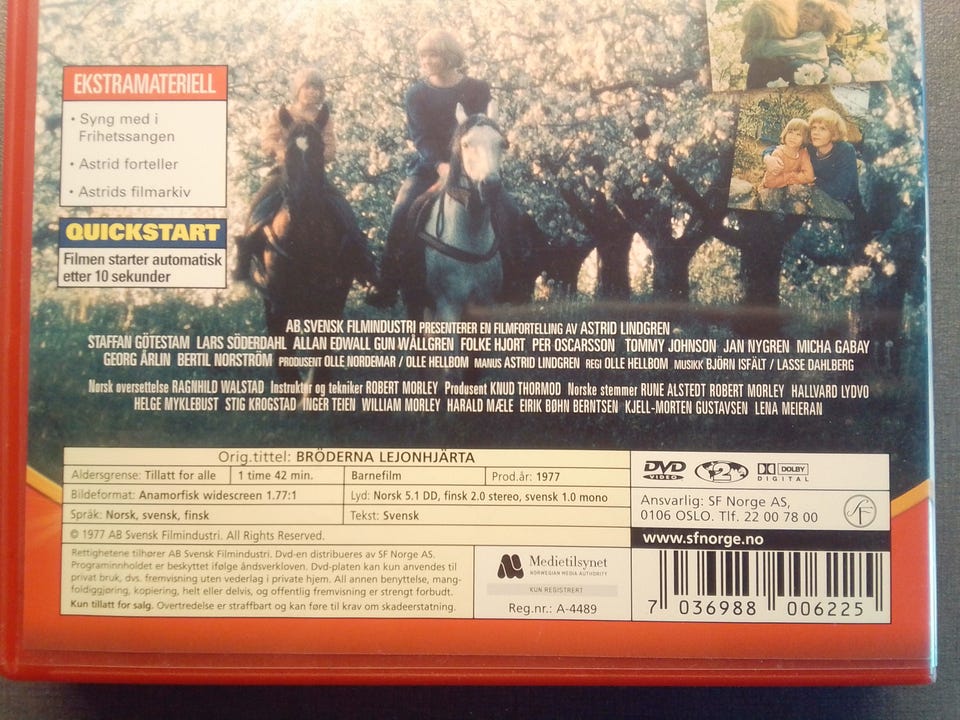 EKSTRAMATERIELL
• Syng med i
Frihetssangen
• Astrid forteller
• Astrids filmarkiv
QUICKSTART
Filmen starter automatisk
etter 10 sekunder
AB SVENSK FILMINDUSTRI PRESENTERER EN FILMFORTELLING AV ASTRID LINDGREN
STAFFAN GÖTESTAM LARS SÖDERDAHL ALLAN EDWALL GUN WÅLLGREN FOLKE HJORT PER OSCARSSON TOMMY JOHNSON JAN NYGREN MICHA GABAY
GEORG ÅRLIN BERTIL NORSTRÖM PRODUSENT OLLE NORDEMAR / OLLE HELLBOM MANUS ASTRID LINDGREN REGI OLLE HELLBOM MUSIKK BJÖRN ISFÄLT / LASSE DAHLBERG
Norsk oversettelse RAGNHILD WALSTAD Instruktør og tekniker ROBERT MORLEY Produsent KNUD THORMOD Norske stemmer RUNE ALSTEDT ROBERT MORLEY HALLVARD LYDVO
HELGE MYKLEBUST STIG KROGSTAD INGER TEIEN WILLIAM MORLEY HARALD MÆLE EIRIK BØHN BERNTSEN KJELL-MORTEN GUSTAVSEN LENA MEIERAN
Orig.tittel: BRÖDERNA LEJONHJÄRTA
Aldersgrense: Tillatt for alle 1 time 42 min. Barnefilm Prod.år: 1977
Bildeformat: Anamorfisk widescreen 1.77:1 Lyd: Norsk 5.1 DD, finsk 2.0 stereo, svensk 1.0 mono
Språk: Norsk, svensk, finsk Tekst: Svensk
© 1977 AB Svensk Filmindustri. All Rights Reserved.
Rettighetene tilhører AB Svensk Filmindustri. Dvd-en distribueres av SF Norge AS.
Programinnholdet er beskyttet ifølge åndsverkloven. Dvd-platen kan kun anvendes til
privat bruk, dvs. fremvisning uten vederlag i private hjem. All annen benyttelse, mang-
foldiggjøring, kopiering, helt eller delvis, og offentlig fremvisning er strengt forbudt.
Kun tillatt for salg. Overtredelse er straffbart og kan føre til krav om skadeerstatning.
Medietilsynet
NORWEGIAN MEDIA AUTHORITY
KUN REGISTRERT
Reg.nr.: A-4489
DVD VIDEO 2 DOLBY DIGITAL
Ansvarlig: SF Norge AS,
0106 OSLO. Tlf. 22 00 78 00
SF
www.sfnorge.no
7 036988 006225